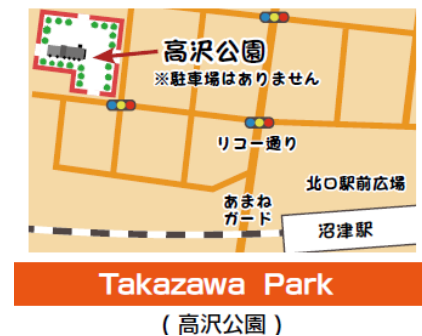 高沢公園
※駐車場はありません
リコー通り
北口駅前広場
あまね
ガード
沼津駅
Takazawa Park
(高沢公園)